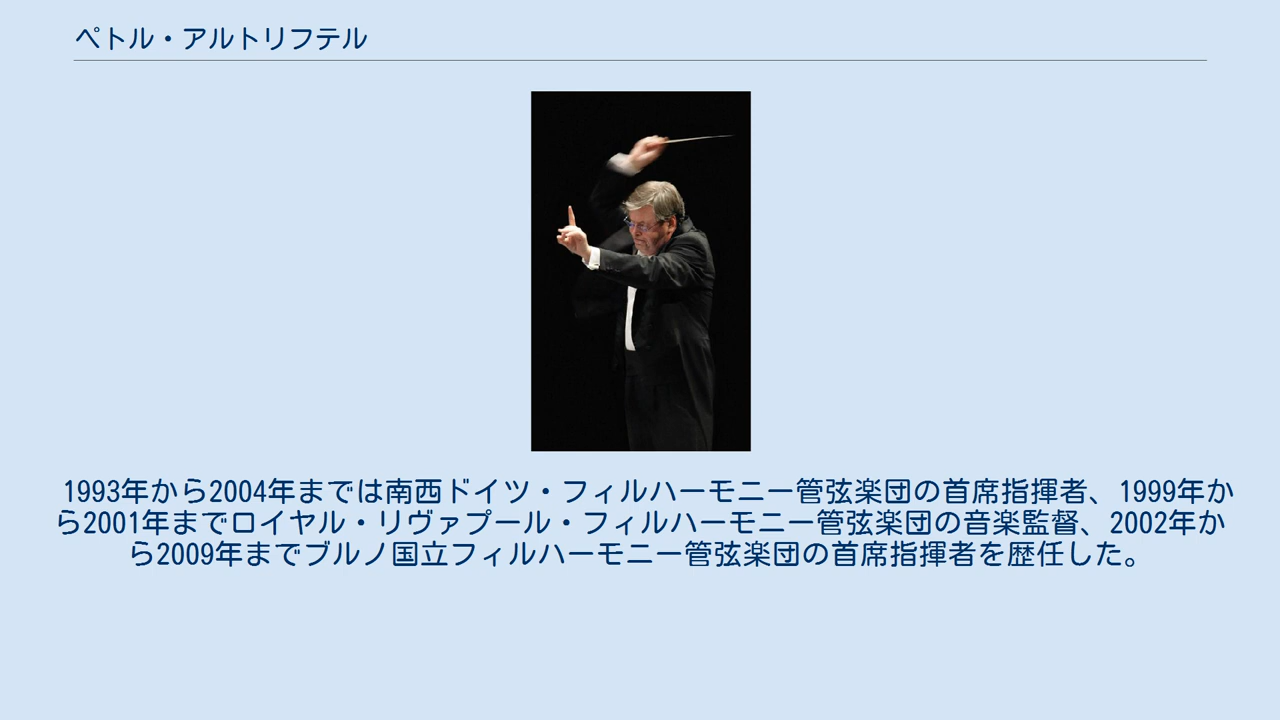 ペトル・アルトリフテル
1993年から2004年までは南西ドイツ・フィルハーモニー管弦楽団の首席指揮者、1999年か
ら2001年までロイヤル・リヴァプール・フィルハーモニー管弦楽団の音楽監督、2002年か
ら2009年までブルノ国立フィルハーモニー管弦楽団の首席指揮者を歴任した。